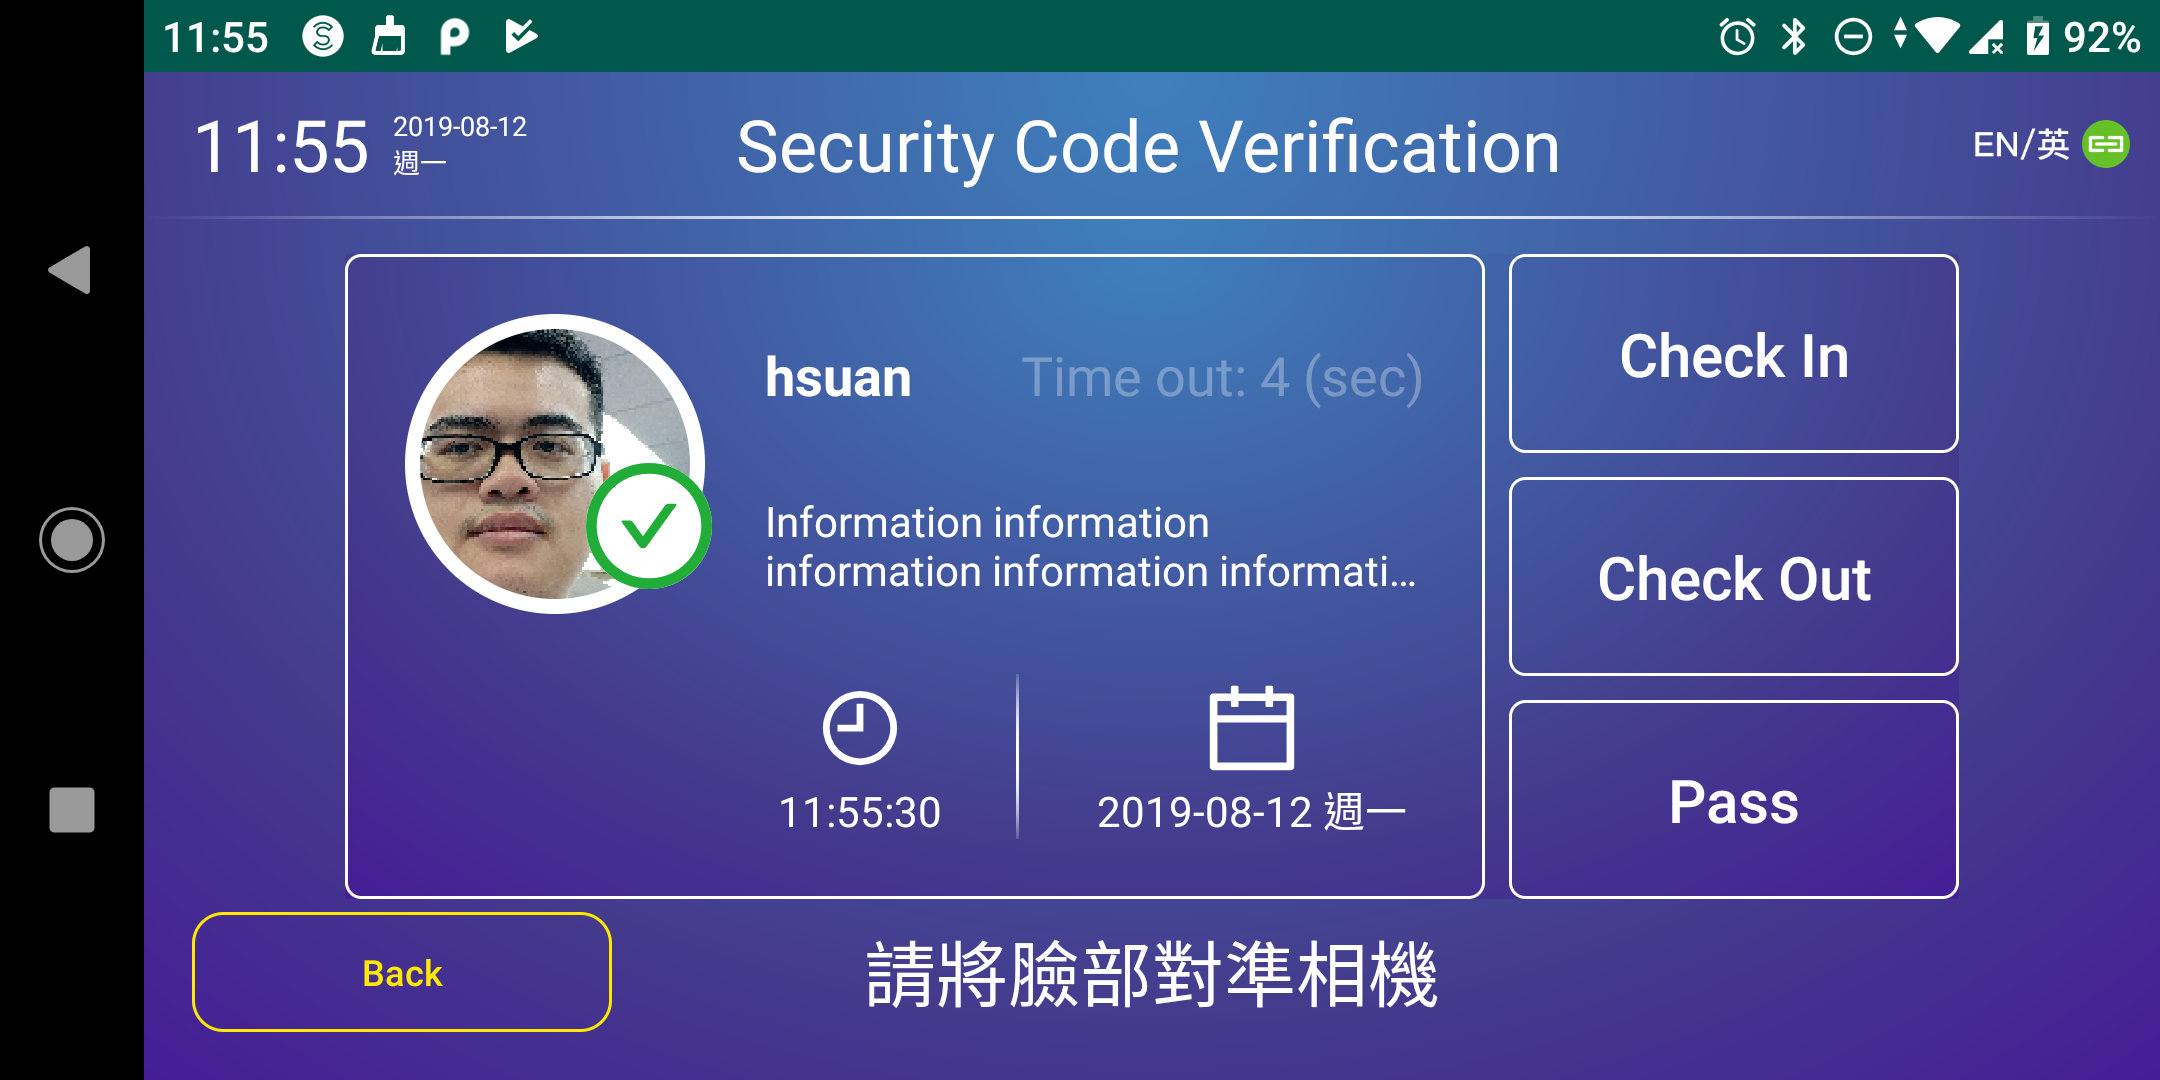 11:55
92%
11:55
2019-08-12
週一
Security Code Verification
EN/英
hsuan
Time out: 4 (sec)
Information information
information information informati...
11:55:30
2019-08-12 週一
Check In
Check Out
Pass
Back
請將臉部對準相機